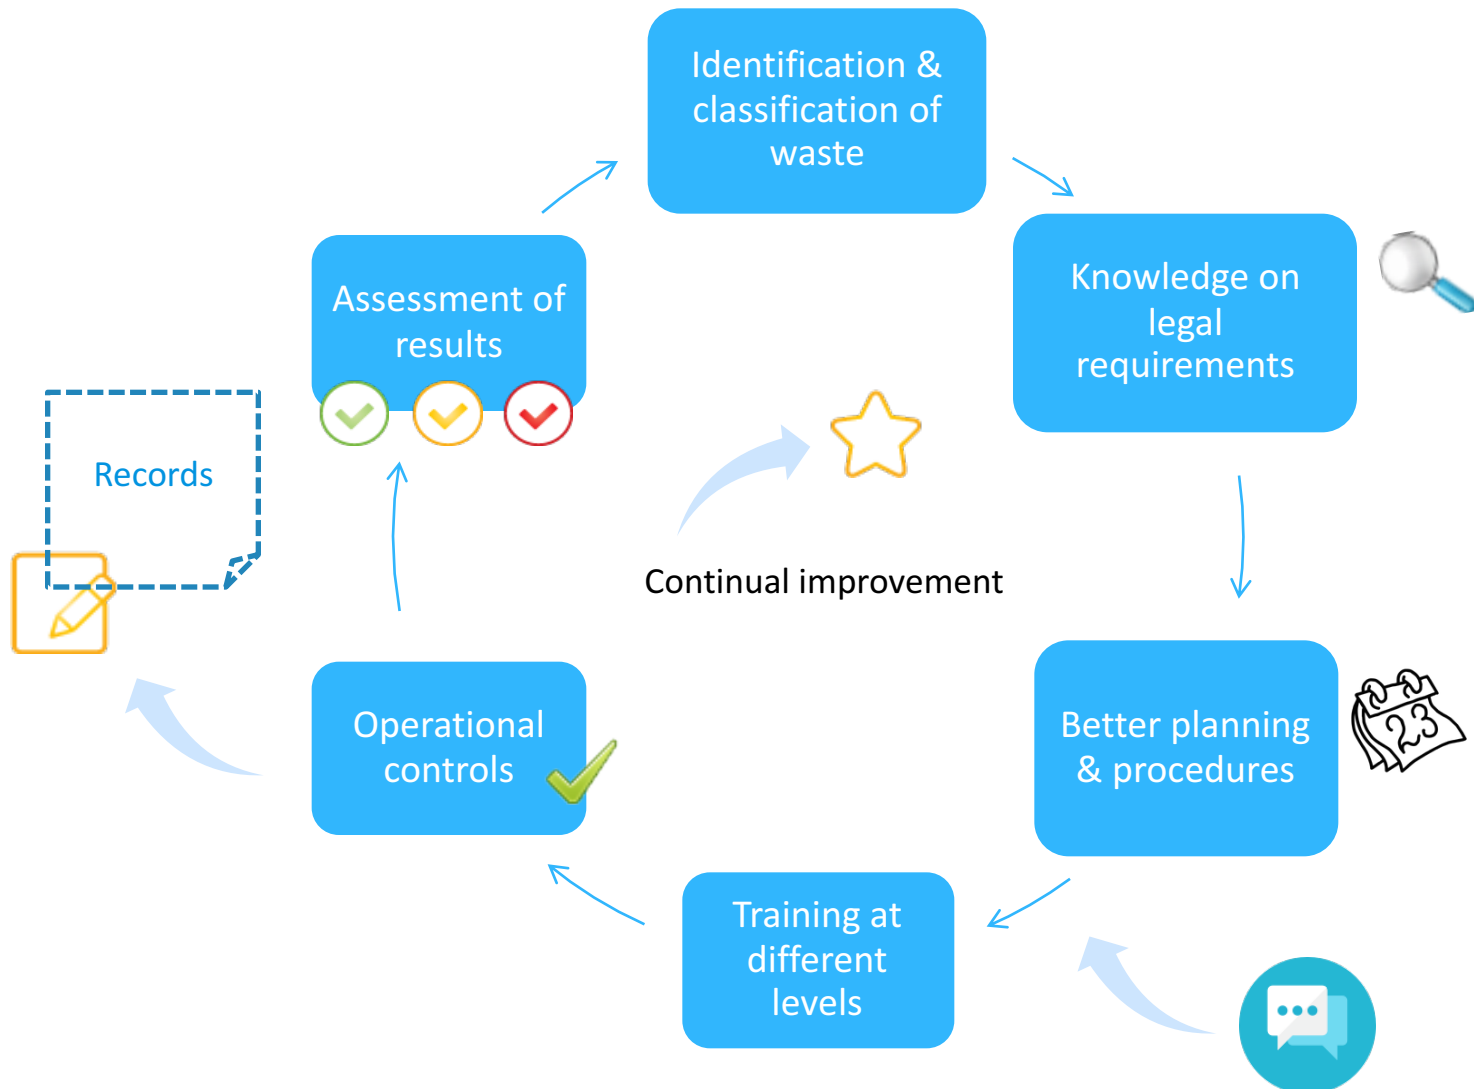 Identification &
classification of
waste
Knowledge on
legal
requirements
Assessment of
results
Records
Continual improvement
Better planning
& procedures
23
Operational
controls
Training at
different
levels